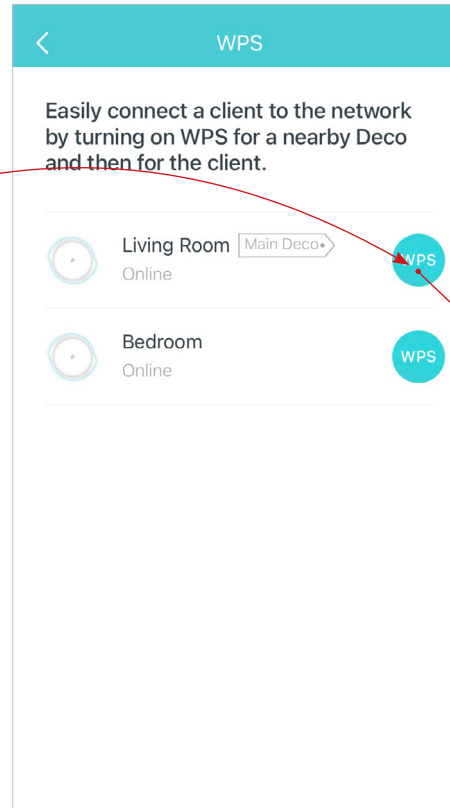 WPS
Easily connect a client to the network
by turning on WPS for a nearby Deco
and then for the client.
Living Room Main Deco
Online
WPS
Bedroom
Online
WPS